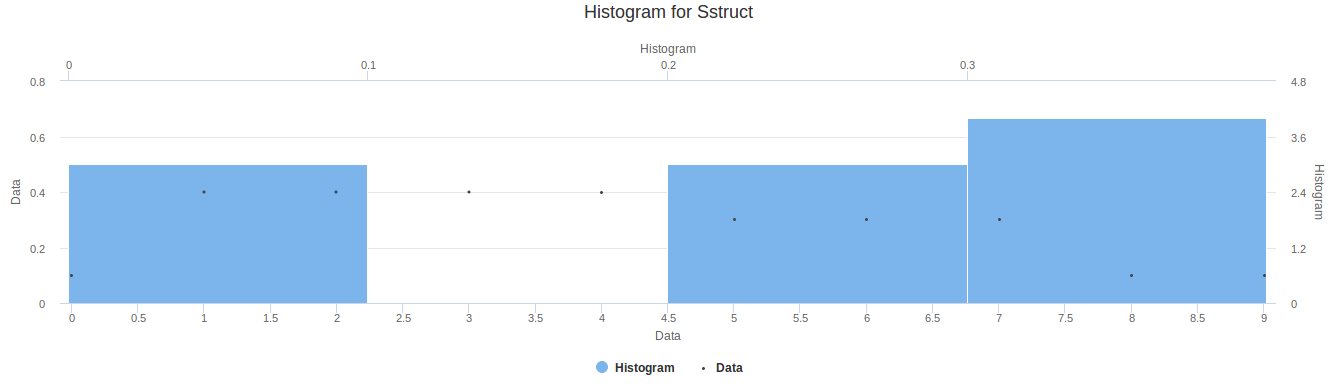 Histogram for Sstruct
Histogram
0 0.1 0.2 0.3
0.8 4.8
0.6 3.6
0.4 2.4
0.2 1.2
0 0
Data
Histogram
0 0.5 1 1.5 2 2.5 3 3.5 4 4.5 5 5.5 6 6.5 7 7.5 8 8.5 9
Data
Histogram Data